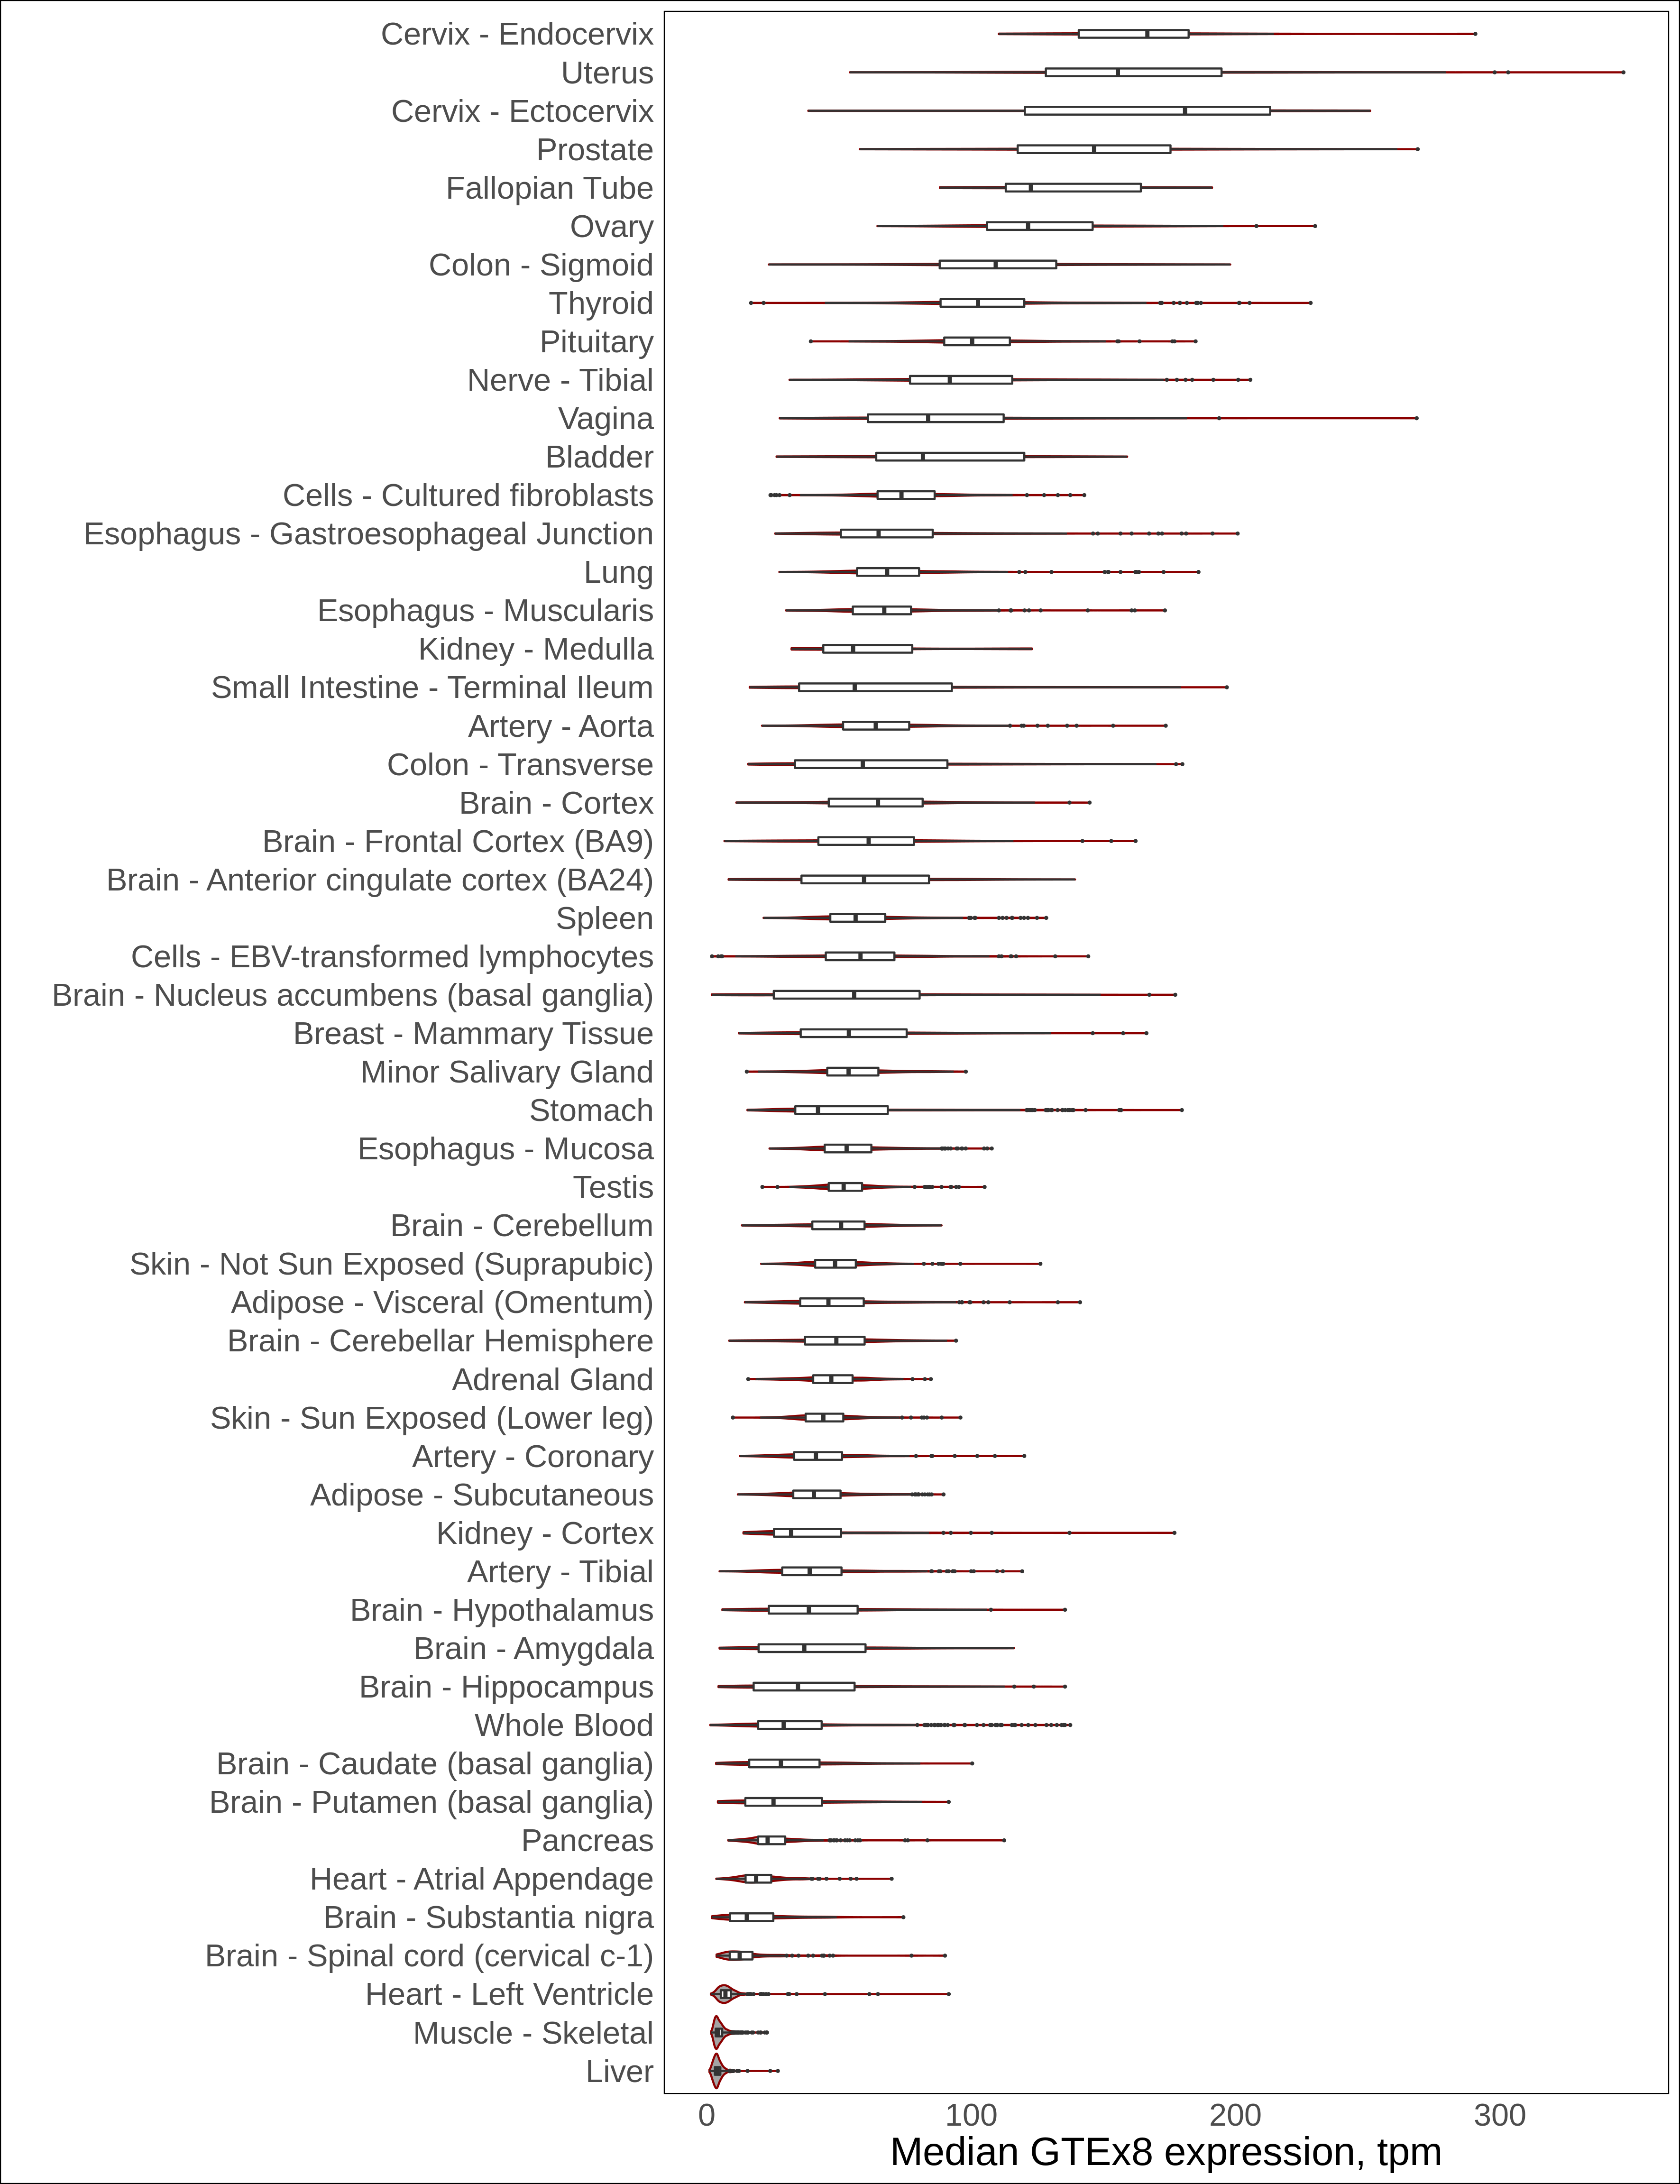 Cervix - Endocervix
Uterus
Cervix - Ectocervix
Prostate
Fallopian Tube
Ovary
Colon - Sigmoid
Thyroid
Pituitary
Nerve - Tibial
Vagina
Bladder
Cells - Cultured fibroblasts
Esophagus - Gastroesophageal Junction
Lung
Esophagus - Muscularis
Kidney - Medulla
Small Intestine - Terminal Ileum
Artery - Aorta
Colon - Transverse
Brain - Cortex
Brain - Frontal Cortex (BA9)
Brain - Anterior cingulate cortex (BA24)
Spleen
Cells - EBV-transformed lymphocytes
Brain - Nucleus accumbens (basal ganglia)
Breast - Mammary Tissue
Minor Salivary Gland
Stomach
Esophagus - Mucosa
Testis
Brain - Cerebellum
Skin - Not Sun Exposed (Suprapubic)
Adipose - Visceral (Omentum)
Brain - Cerebellar Hemisphere
Adrenal Gland
Skin - Sun Exposed (Lower leg)
Artery - Coronary
Adipose - Subcutaneous
Kidney - Cortex
Artery - Tibial
Brain - Hypothalamus
Brain - Amygdala
Brain - Hippocampus
Whole Blood
Brain - Caudate (basal ganglia)
Brain - Putamen (basal ganglia)
Pancreas
Heart - Atrial Appendage
Brain - Substantia nigra
Brain - Spinal cord (cervical c-1)
Heart - Left Ventricle
Muscle - Skeletal
Liver
0 100 200 300
Median GTEx8 expression, tpm